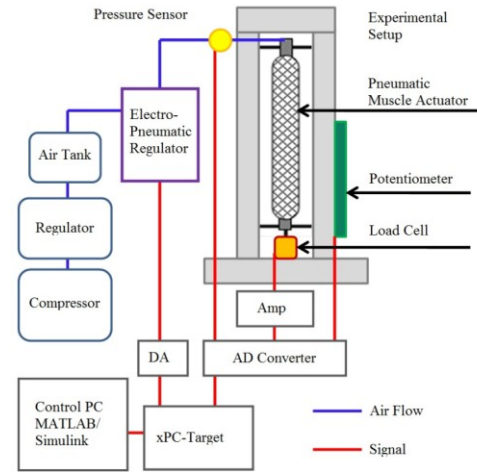 Pressure Sensor
Experimental
Setup
Electro-
Pneumatic
Regulator
Pneumatic
Muscle Actuator
Air Tank
Potentiometer
Regulator
Load Cell
Compressor
Amp
DA
AD Converter
Control PC
MATLAB/
Simulink
xPC-Target
Air Flow
Signal